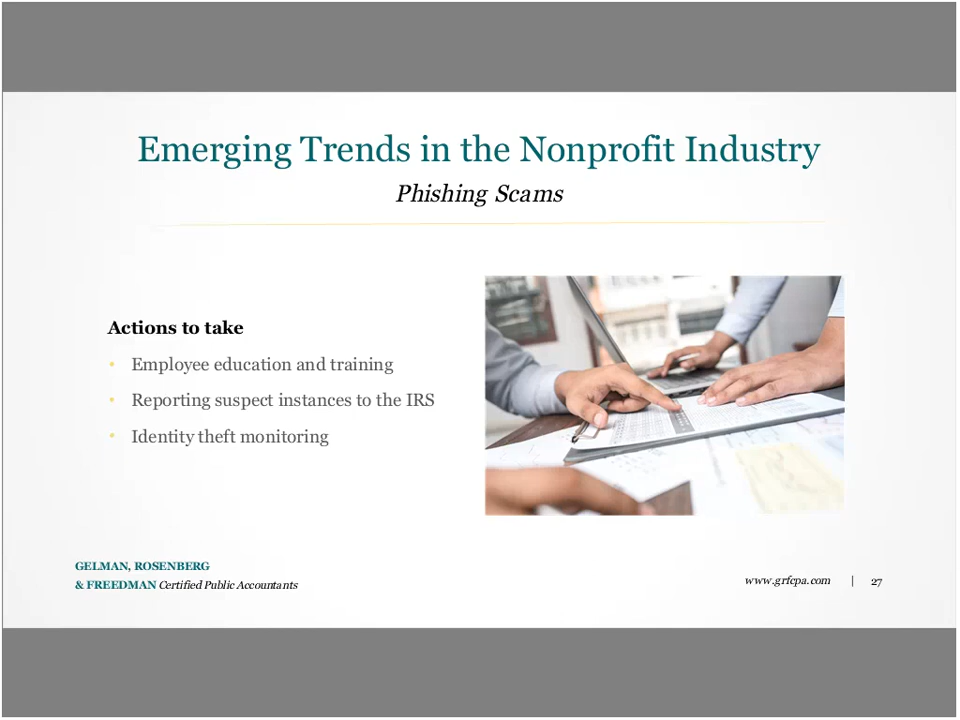 Emerging Trends in the Nonprofit Industry
Phishing Scams
Actions to take
• Employee education and training
• Reporting suspect instances to the IRS
• Identity theft monitoring
GELMAN, ROSENBERG
& FREEDMAN Certified Public Accountants
www.grfcpa.com | 27